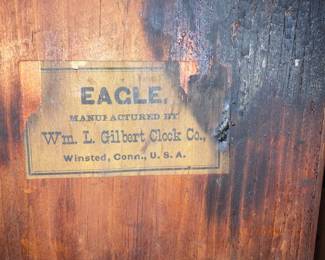 EAGLE.
MANUFACTURED BY
Wm. L. Gilbert Clock Co.,
Winsted, Conn., U. S. A.